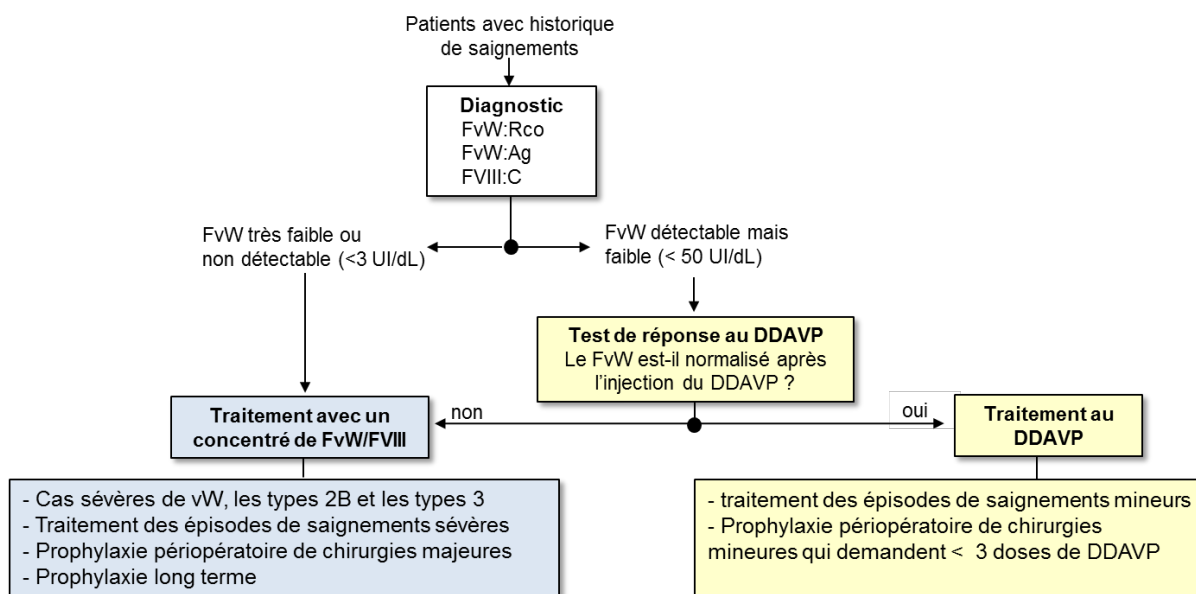 Patients avec historique
de saignements
Diagnostic
FvW:Rco
FvW:Ag
FVIII:C
FvW très faible ou
non détectable (<3 UI/dL)
FvW détectable mais
faible (< 50 UI/dL)
Test de réponse au DDAVP
Le FvW est-il normalisé après
l'injection du DDAVP ?
non
oui
Traitement avec un
concentré de FvW/FVIII
Traitement au
DDAVP
- Cas sévères de vW, les types 2B et les types 3
- Traitement des épisodes de saignements sévères
- Prophylaxie périopératoire de chirurgies majeures
- Prophylaxie long terme
- traitement des épisodes de saignements mineurs
- Prophylaxie périopératoire de chirurgies
mineures qui demandent < 3 doses de DDAVP